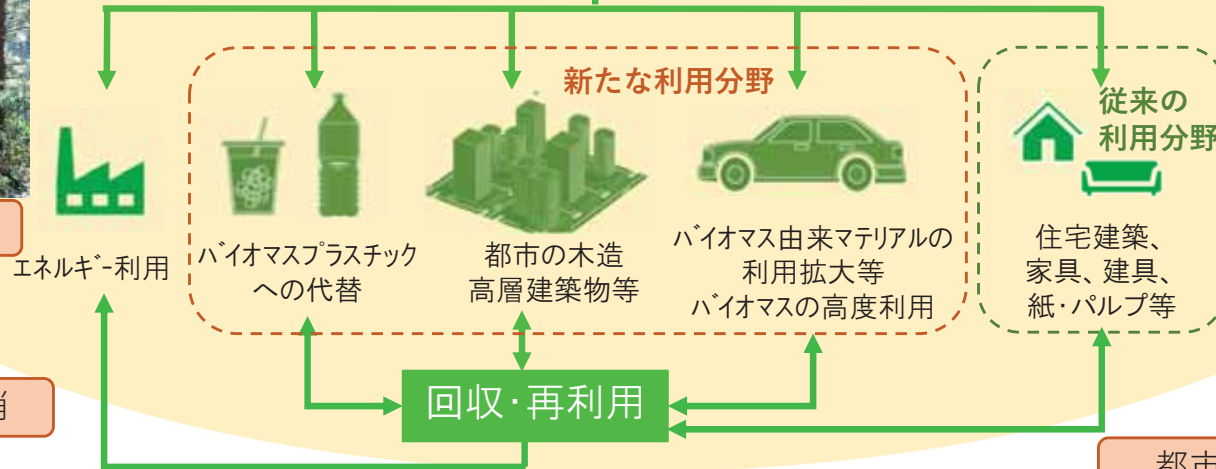 新たな利用分野
従来の
利用分野
エネルギー利用
バイオマスプラスチック
への代替
都市の木造
高層建築物等
バイオマス由来マテリアルの
利用拡大等
バイオマスの高度利用
住宅建築、
家具、建具、
紙・パルプ等
回収・再利用
都市